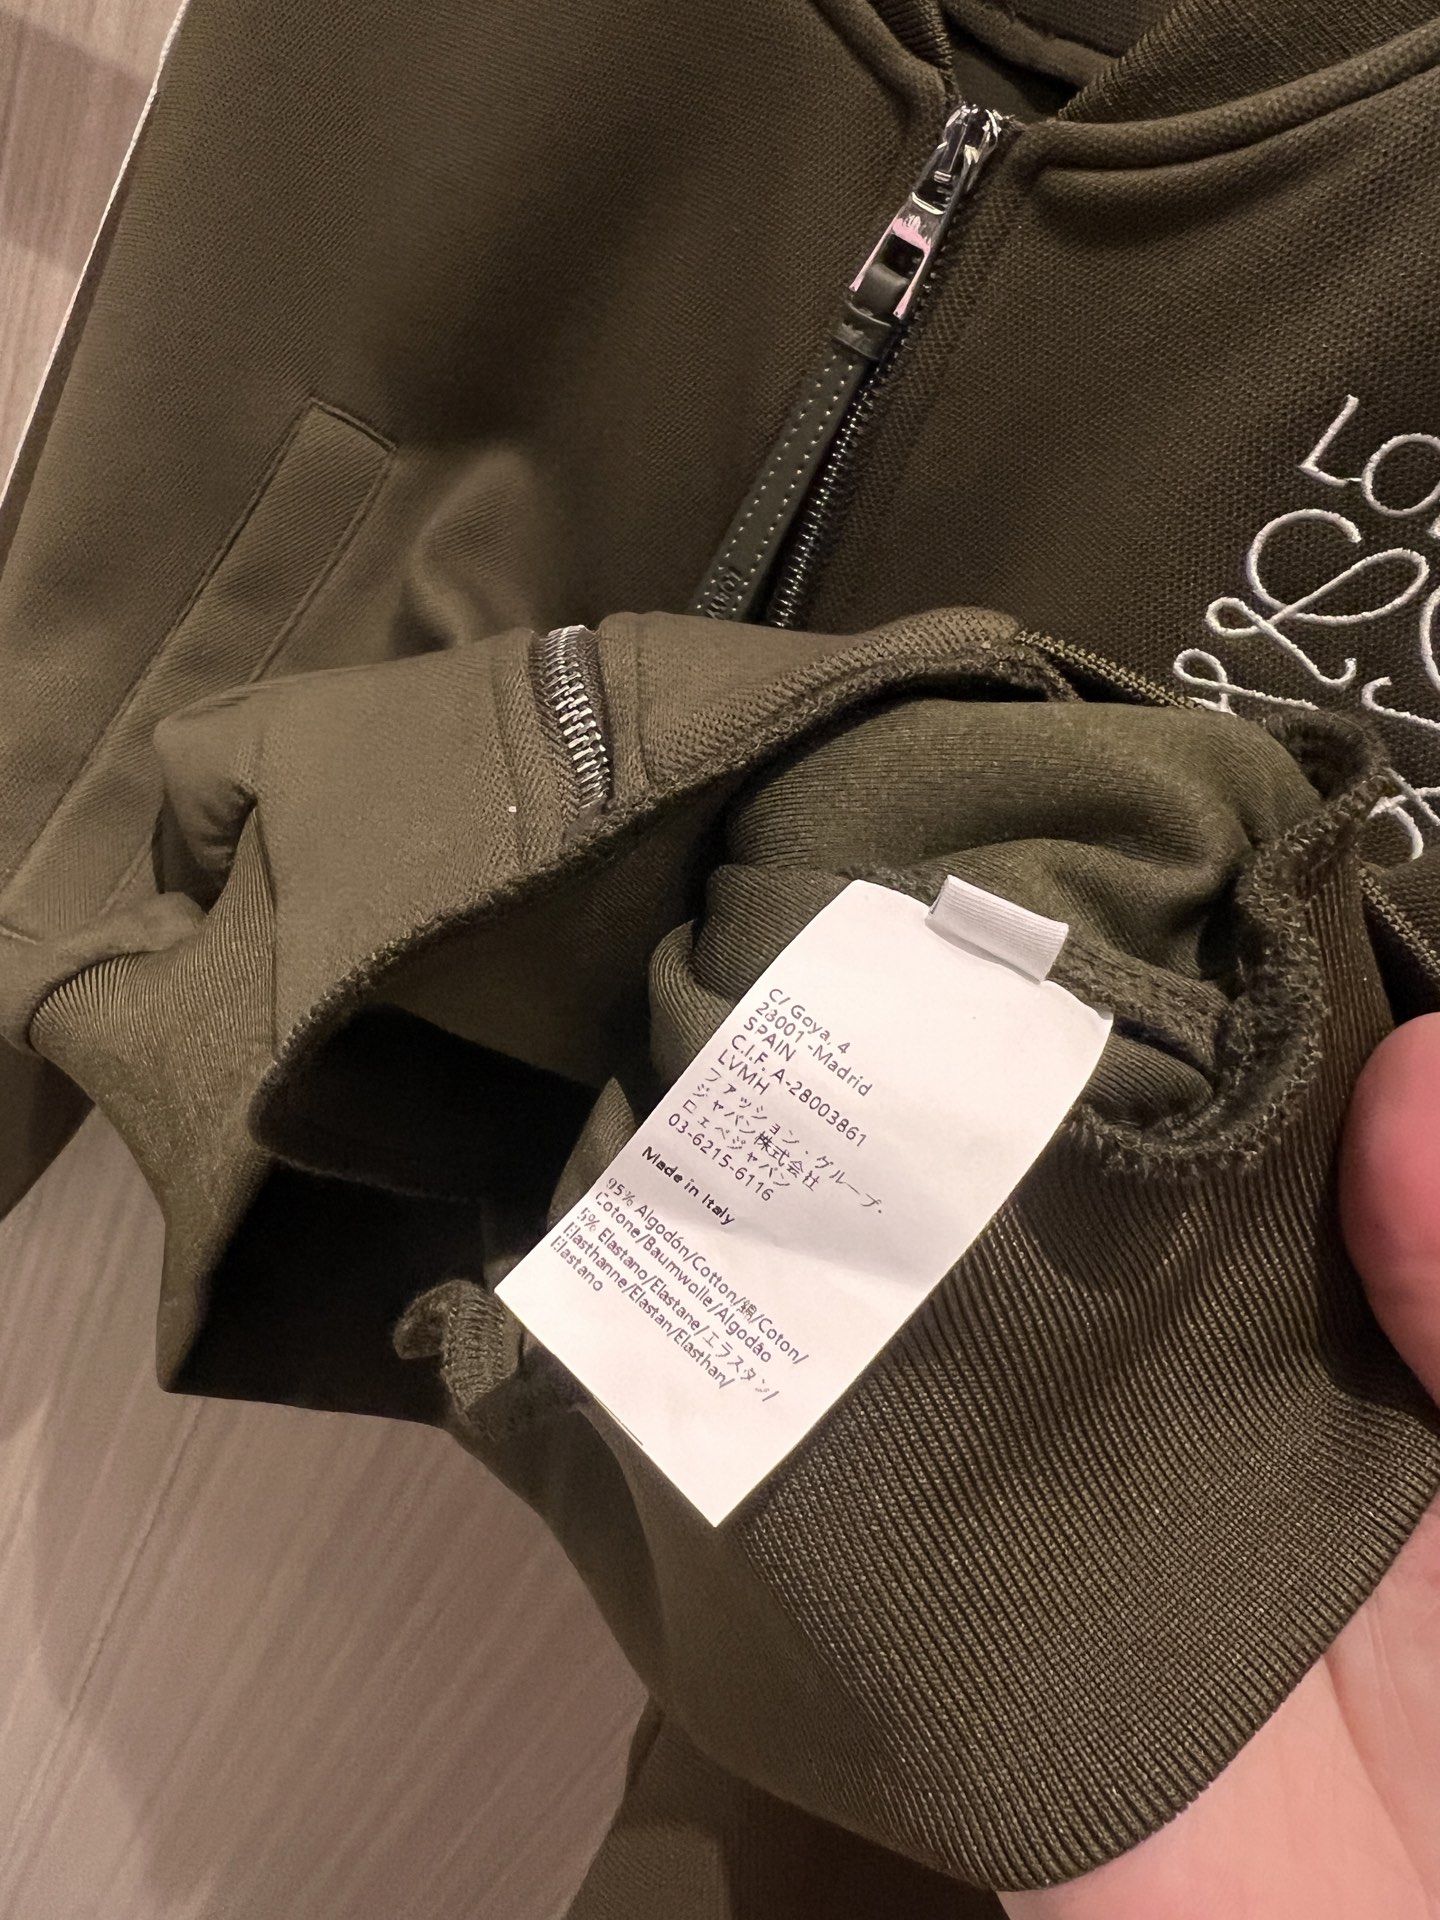 LO
LOEWE
C/ Goya, 4
28001 -Madrid
SPAIN
C.I.F. A-28003861
LVMH
ファッション・グループ.
ジャパン株式会社
ロエベジャパン
03-6215-6116
Made in Italy
95% Algodón/Cotton/綿/Coton/
Cotone/Baumwolle/Algodão
5% Elastano/Elastane/エラスタン/
Elasthanne/Elastan/Elasthan/
Elastano